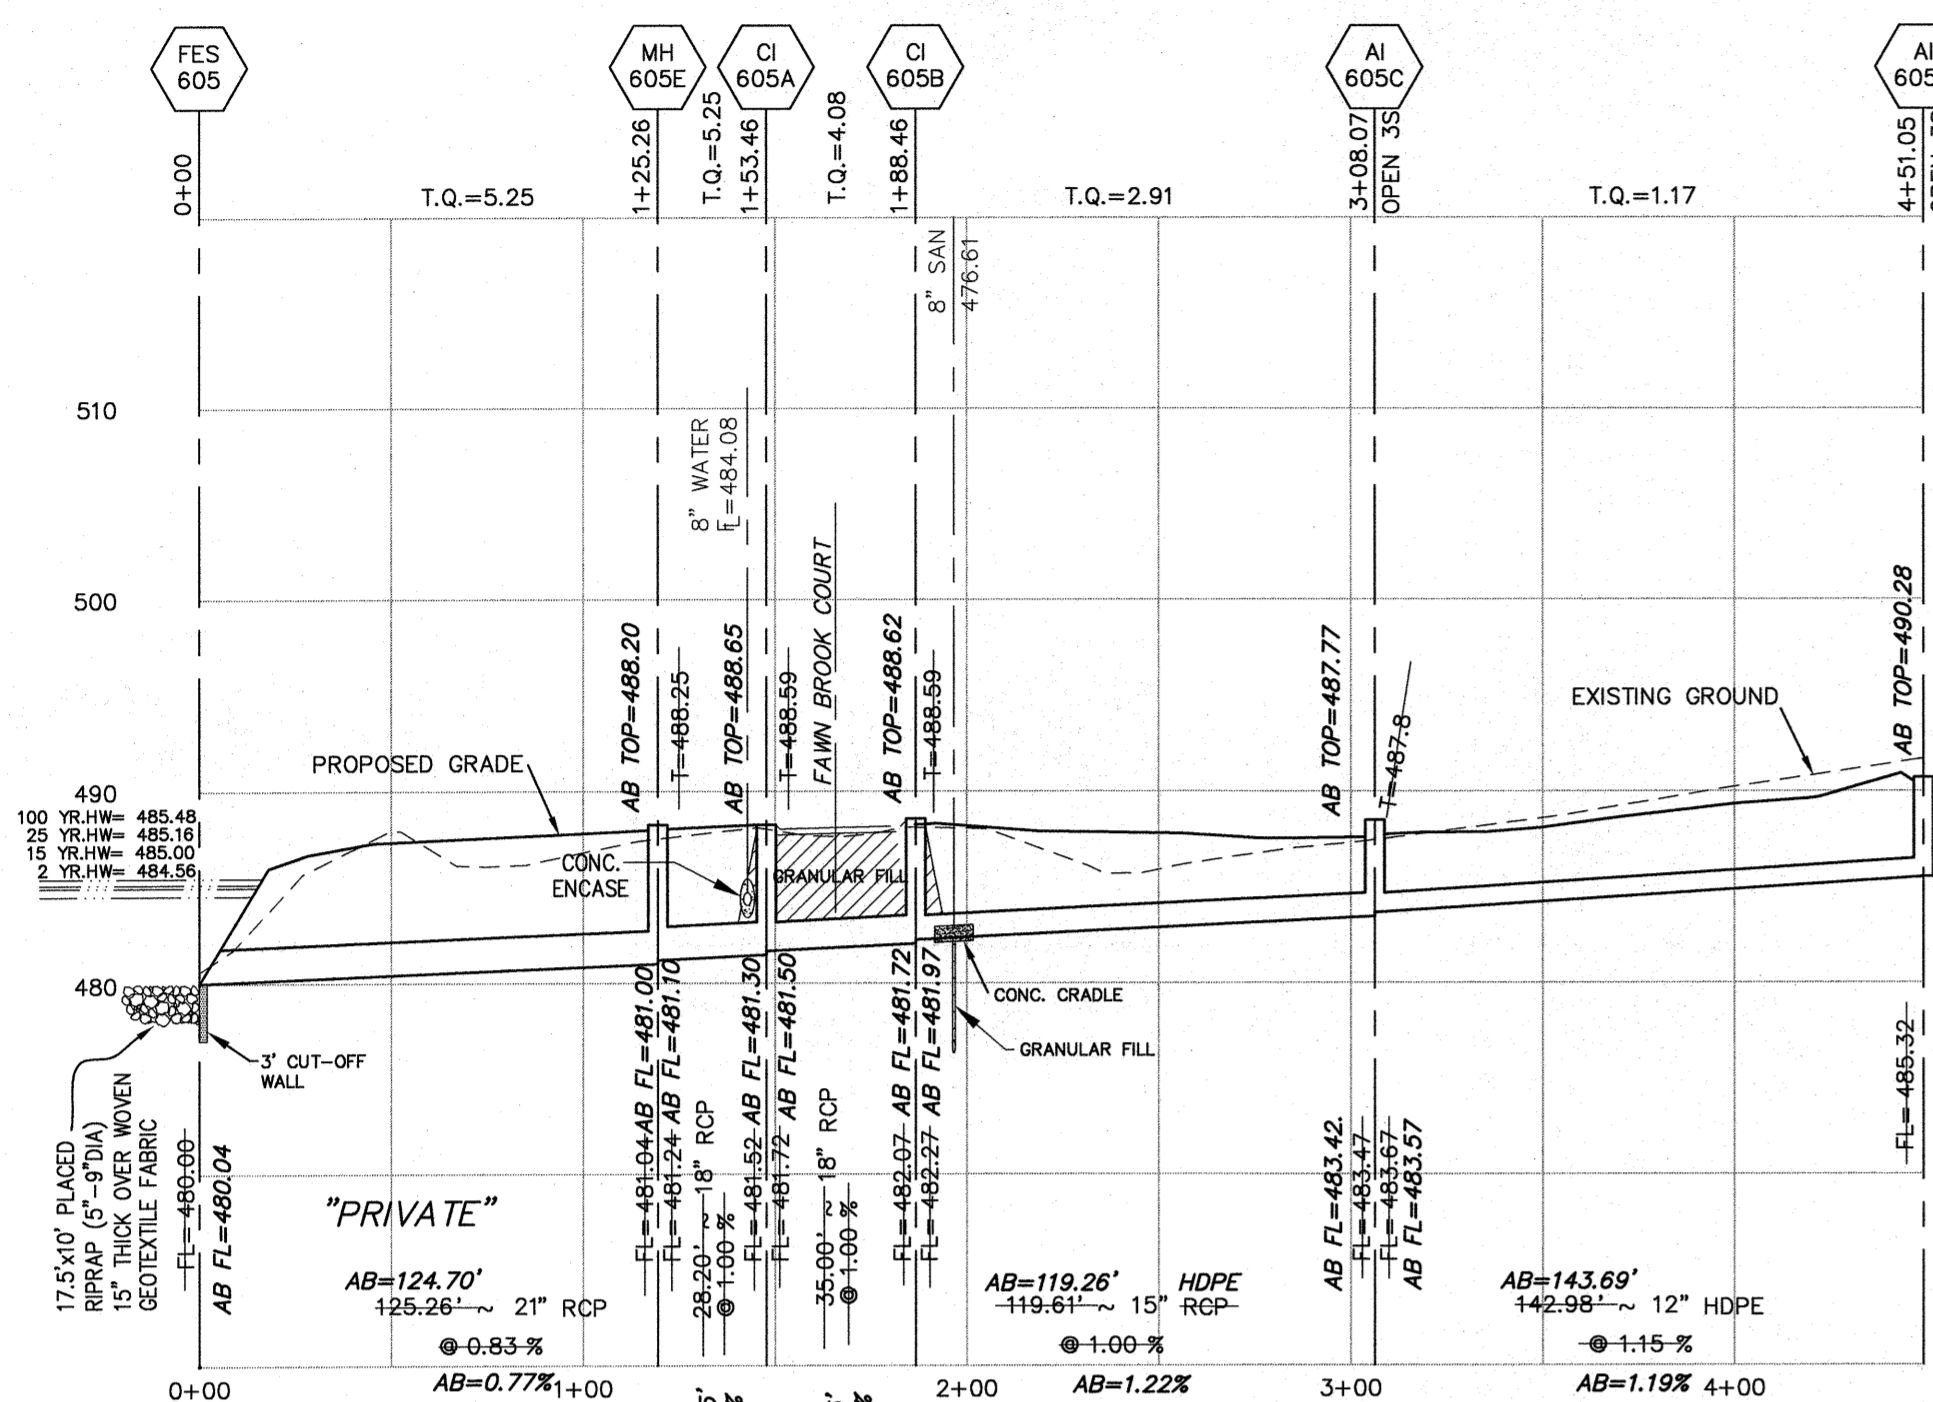 FES
605
MH
605E
CI
605A
CI
605B
AI
605C
AI
0+00
T.Q.=5.25
1+25.26
T.Q.=5.25
1+53.46
T.Q.=4.08
1+88.46
T.Q.=2.91
3+08.07
OPEN 3S
T.Q.=1.17
4+51.05
8" SAN
476.61
510
500
490
480
8" WATER
FL=484.08
FAWN BROOK COURT
AB TOP=488.20
T=488.25
AB TOP=488.65
T=488.59
AB TOP=488.62
T=488.59
AB TOP=487.77
T=487.8
AB TOP=490.28
EXISTING GROUND
PROPOSED GRADE
100 YR.HW= 485.48
25 YR.HW= 485.16
15 YR.HW= 485.00
2 YR.HW= 484.56
CONC.
ENCASE
GRANULAR FILL
CONC. CRADLE
GRANULAR FILL
3' CUT-OFF
WALL
17.5'x10' PLACED
RIPRAP (5"-9"DIA)
15" THICK OVER WOVEN
GEOTEXTILE FABRIC
FL=480.00
AB FL=480.04
"PRIVATE"
FL=481.04 AB FL=481.00
FL=481.24 AB FL=481.10
28.20' ~ 18" RCP
@ 1.00 %
FL=481.52 AB FL=481.30
FL=481.72 AB FL=481.50
35.00' ~ 18" RCP
@ 1.00 %
FL=482.07 AB FL=481.72
FL=482.27 AB FL=481.97
AB FL=483.42.
FL=483.47
FL=483.67
AB FL=483.57
FL=485.32
AB=124.70'
125.26' ~ 21" RCP
@ 0.83 %
AB=0.77%
AB=119.26' HDPE
119.61' ~ 15" RCP
@ 1.00 %
AB=1.22%
AB=143.69'
142.98' ~ 12" HDPE
@ 1.15 %
AB=1.19%
0+00
1+00
2+00
3+00
4+00